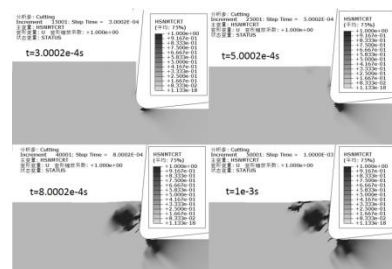 分析步: Cutting
Increment 15001: Step Time = 3.0002E-04
主变量: HSNMTCRT
变形变量: U 变形缩放系数: +1.000e+00
状态变量: STATUS
t=3.0002e-4s
HSNMTCRT
(平均: 75%)
+1.000e+00
+9.167e-01
+8.333e-01
+7.500e-01
+6.667e-01
+5.833e-01
+5.000e-01
+4.167e-01
+3.333e-01
+2.500e-01
+1.667e-01
+8.333e-02
+1.133e-18
分析步: Cutting
Increment 25001: Step Time = 5.0002E-04
主变量: HSNMTCRT
变形变量: U 变形缩放系数: +1.000e+00
状态变量: STATUS
t=5.0002e-4s
HSNMTCRT
(平均: 75%)
+1.000e+00
+9.167e-01
+8.333e-01
+7.500e-01
+6.667e-01
+5.833e-01
+5.000e-01
+4.167e-01
+3.333e-01
+2.500e-01
+1.667e-01
+8.333e-02
+1.133e-18
分析步: Cutting
Increment 40001: Step Time = 8.0002E-04
主变量: HSNMTCRT
变形变量: U 变形缩放系数: +1.000e+00
状态变量: STATUS
t=8.0002e-4s
HSNMTCRT
(平均: 75%)
+1.000e+00
+9.167e-01
+8.333e-01
+7.500e-01
+6.667e-01
+5.833e-01
+5.000e-01
+4.167e-01
+3.333e-01
+2.500e-01
+1.667e-01
+8.333e-02
+1.133e-18
分析步: Cutting
Increment 50001: Step Time = 1.0000E-03
主变量: HSNMTCRT
变形变量: U 变形缩放系数: +1.000e+00
状态变量: STATUS
t=1e-3s
HSNMTCRT
(平均: 75%)
+1.000e+00
+9.167e-01
+8.333e-01
+7.500e-01
+6.667e-01
+5.833e-01
+5.000e-01
+4.167e-01
+3.333e-01
+2.500e-01
+1.667e-01
+8.333e-02
+1.133e-18